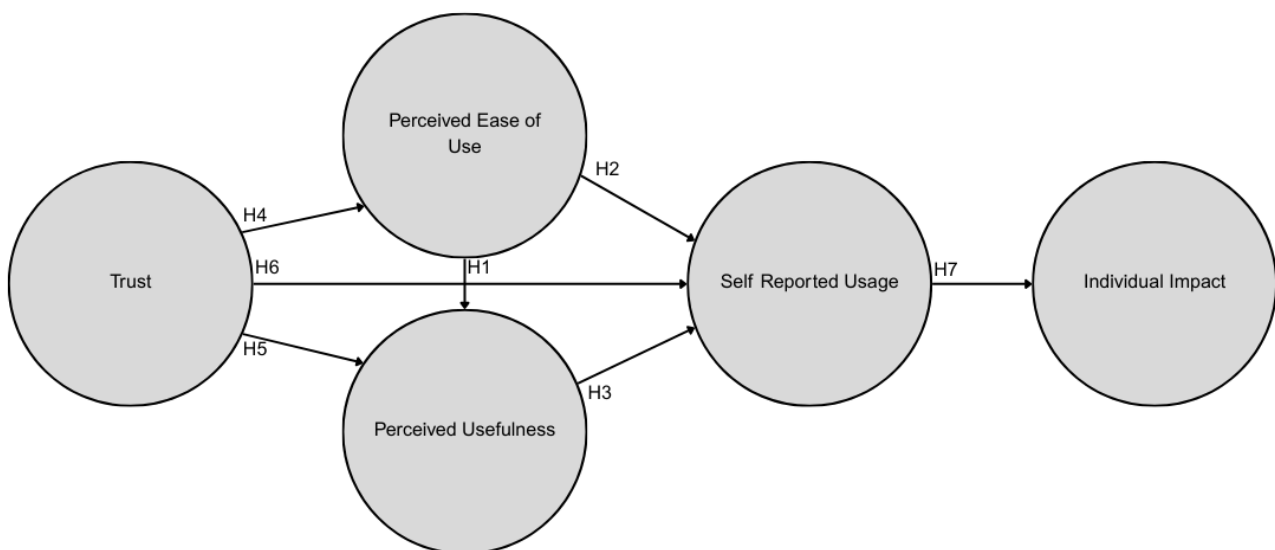 Perceived Ease of
Use
H2
H4
H6
H1
H7
Trust
Self Reported Usage
Individual Impact
H5
H3
Perceived Usefulness